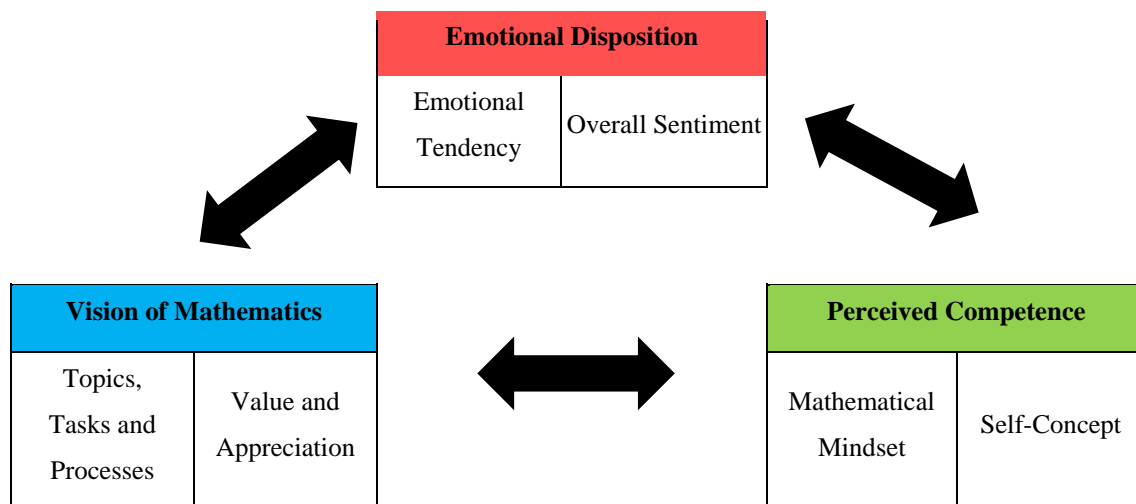 Emotional Disposition
Emotional
Tendency
Overall Sentiment
Vision of Mathematics
Topics,
Tasks and
Processes
Value and
Appreciation
Perceived Competence
Mathematical
Mindset
Self-Concept